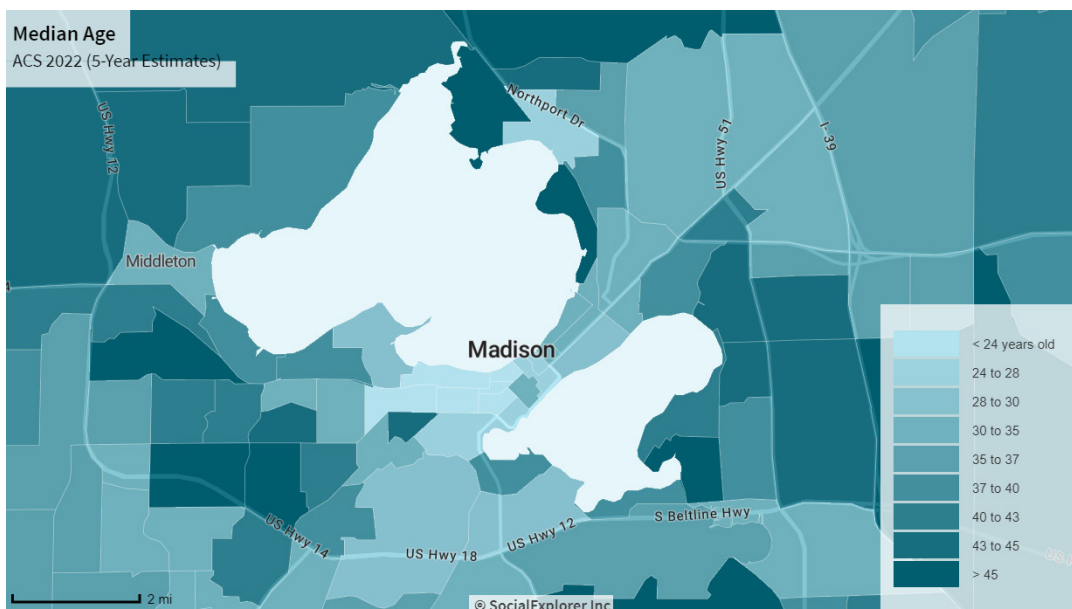 Median Age
ACS 2022 (5-Year Estimates)
US Hwy 12
Northport Dr
US Hwy 51
I-39
Middleton
4
Madison
< 24 years old
24 to 28
28 to 30
30 to 35
35 to 37
37 to 40
40 to 43
43 to 45
> 45
US Hwy 14
US Hwy 18
US Hwy 12
S Beltline Hwy
2 mi
© SocialExplorer Inc